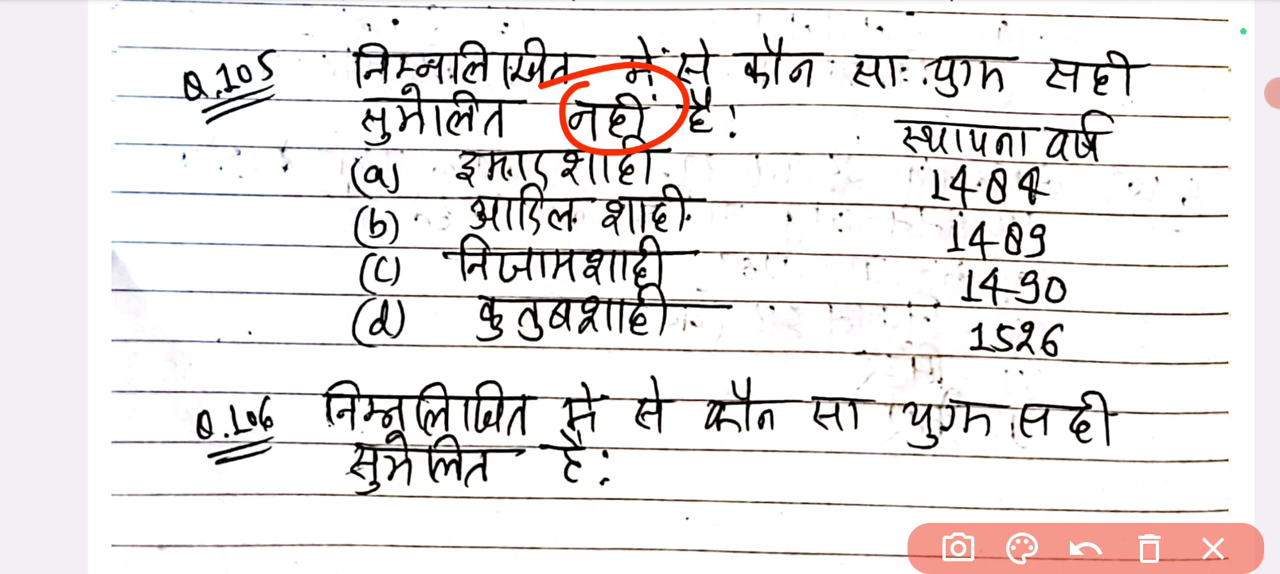 Q.105 निम्नलिखित में से कौन सा युग्म सही
सुमेलित नहीं है:
स्थापना वर्ष
(a) इमादशाही 1484
(b) आदिल शाही 1489
(c) निजामशाही 1490
(d) कुतुबशाही 1526
Q.106 निम्नलिखित में से कौन सा युग्म सही
सुमेलित है: